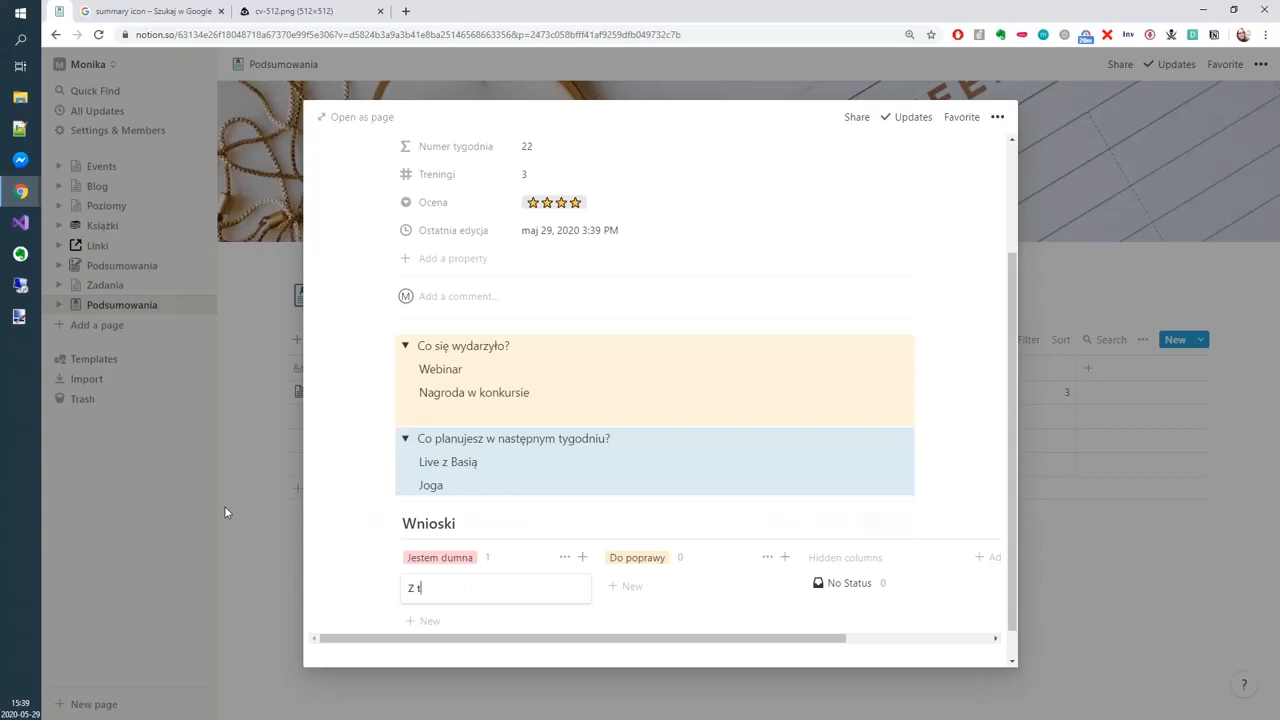 summary icon – Szukaj w Google
cv-512.png (512×512)
notion.so/63134e26f18048718a67370e99f5e306?v=d5824b3a9a3b41e8ba25146568663356&p=2473c058bfff41af9259dfb049732c7b
20m
Inv
M Monika
Podsumowania
Share
Updates
Favorite
Quick Find
All Updates
Settings & Members
Events
Blog
Poziomy
Książki
Linki
Podsumowania
Zadania
Podsumowania
Add a page
Templates
Import
Trash
New page
Open as page
Share
Updates
Favorite
Numer tygodnia 22
Treningi 3
Ocena
Ostatnia edycja maj 29, 2020 3:39 PM
Add a property
M Add a comment...
Co się wydarzyło?
Webinar
Nagroda w konkursie
Co planujesz w następnym tygodniu?
Live z Basią
Joga
Wnioski
Jestem dumna 1
Do poprawy 0
Hidden columns
Ad
Z t
New
No Status 0
New
Filter
Sort
Search
New
3
?
15:39
2020-05-29